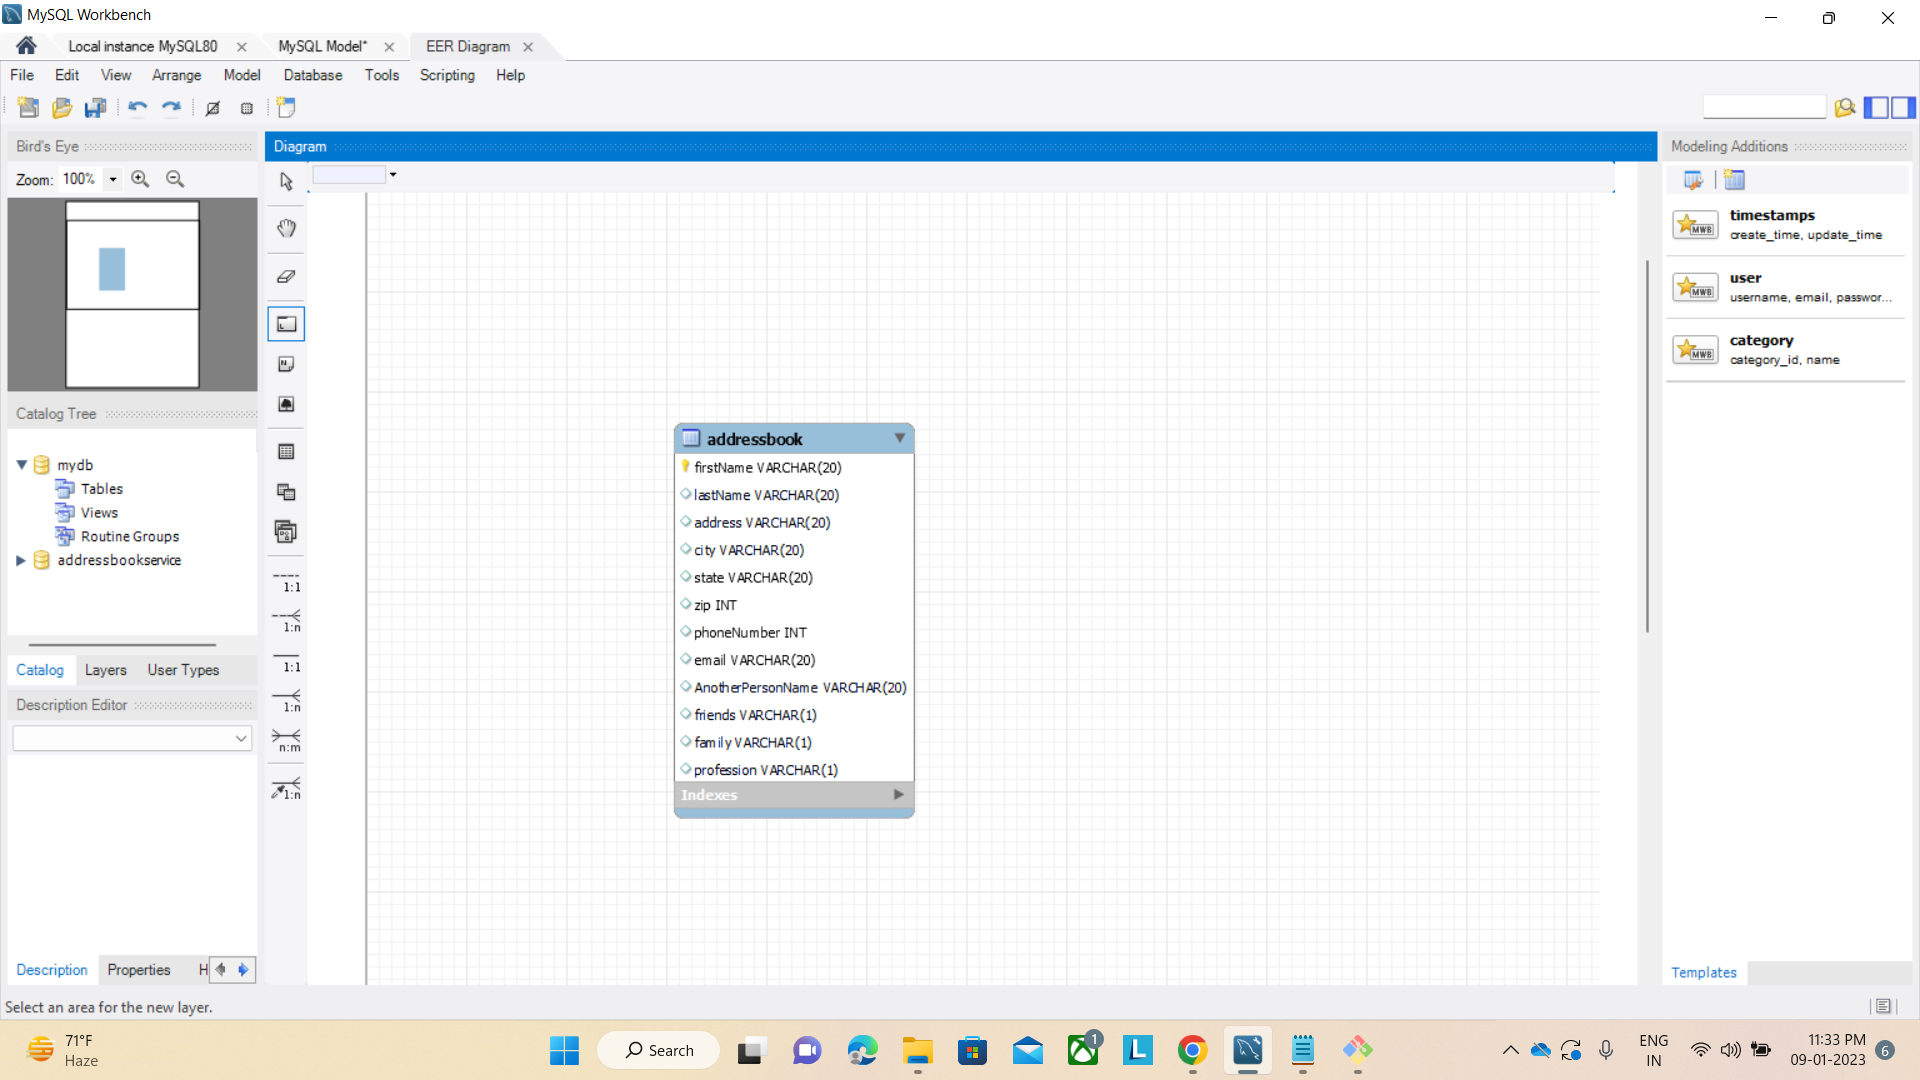 MySQL Workbench
Local instance MySQL80
MySQL Model*
EER Diagram
File Edit View Arrange Model Database Tools Scripting Help
Bird's Eye
Zoom: 100%
Catalog Tree
mydb
Tables
Views
Routine Groups
addressbookservice
Catalog Layers User Types
Description Editor
Description Properties H
Select an area for the new layer.
Diagram
1:1
1:n
1:1
1:n
n:m
1:n
addressbook
firstName VARCHAR(20)
lastName VARCHAR(20)
address VARCHAR(20)
city VARCHAR(20)
state VARCHAR(20)
zip INT
phoneNumber INT
email VARCHAR(20)
AnotherPersonName VARCHAR(20)
friends VARCHAR(1)
family VARCHAR(1)
profession VARCHAR(1)
Indexes
Modeling Additions
MWB
timestamps
create_time, update_time
MWB
user
username, email, passwor...
MWB
category
category_id, name
Templates
71°F
Haze
Search
1
L
ENG
IN
11:33 PM
09-01-2023
6